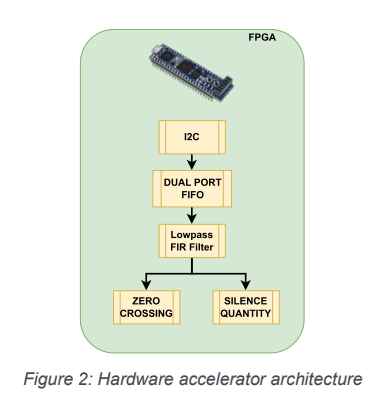 FPGA
I2C
DUAL PORT
FIFO
Lowpass
FIR Filter
ZERO
CROSSING
SILENCE
QUANTITY
Figure 2: Hardware accelerator architecture